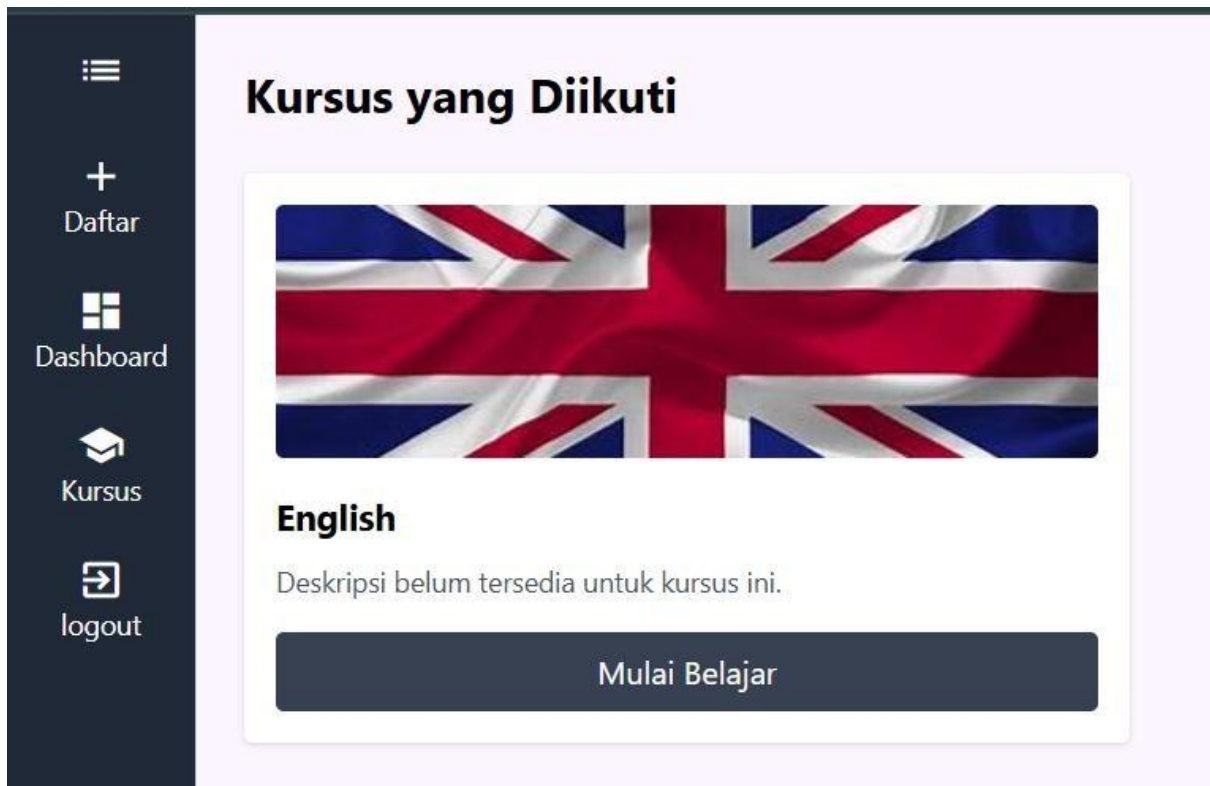 Kursus yang Diikuti
Daftar
Dashboard
Kursus
logout
English
Deskripsi belum tersedia untuk kursus ini.
Mulai Belajar